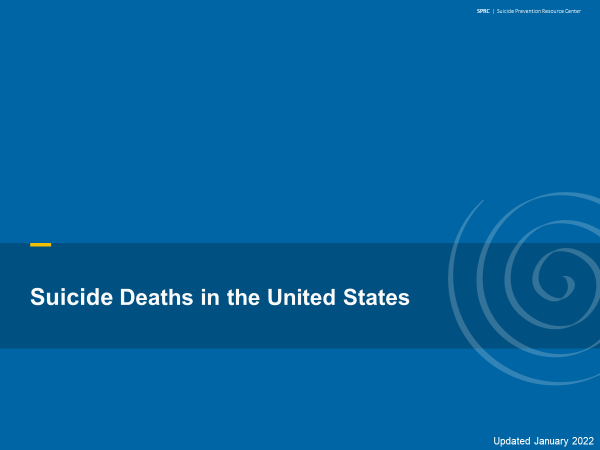 SPRC | Suicide Prevention Resource Center
Suicide Deaths in the United States
Updated January 2022